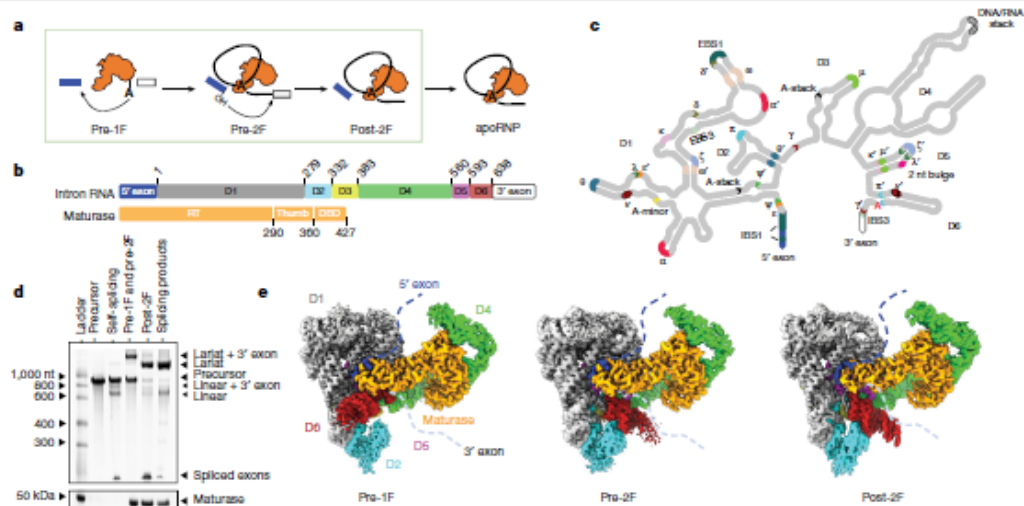 a
A
Pre-1F
OH
A
Pre-2F
A
Post-2F
A
apoRNP
b
1
279
332
383
560
593
638
Intron RNA
5′ exon
D1
D2
D3
D4
D5
D6
3′ exon
Maturase
RT
Thumb
DBD
290
360
427
c
DNA/RNA
stack
EBS1
δ′
ω
α′
D3
μ
A-stack
D4
δ
κ
EBS3
D1
π
D2
θ′
γ
ζ
ω′
κ′
μ′
ζ′
λ′
D5
2 nt bulge
λ
ε′
θ
A-stack
A-minor
ε
IBS1
5′ exon
π′
γ′
A
IBS3
3′ exon
D6
α
d
Ladder
Precursor
Self-splicing
Pre-1F and pre-2F
Post-2F
Splicing products
Lariat + 3′ exon
Lariat
Precursor
Linear + 3′ exon
Linear
1,000 nt
800
600
400
300
Spliced exons
50 kDa
Maturase
e
D1
5′ exon
D4
D6
Maturase
D5
D2
3′ exon
Pre-1F
Pre-2F
Post-2F